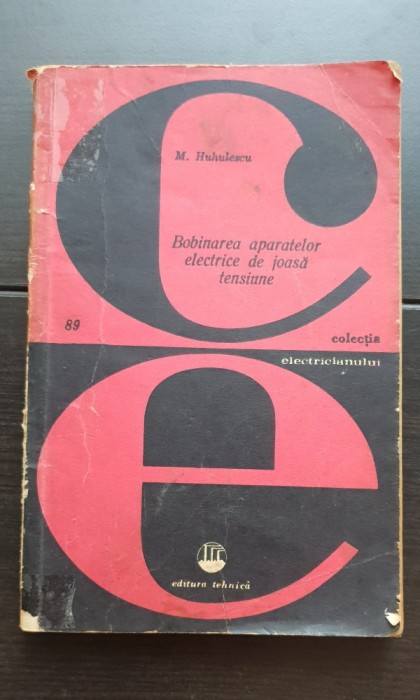 M. Huhulescu
Bobinarea aparatelor
electrice de joasă
tensiune
89
colecția
electricianului
editura tehnică